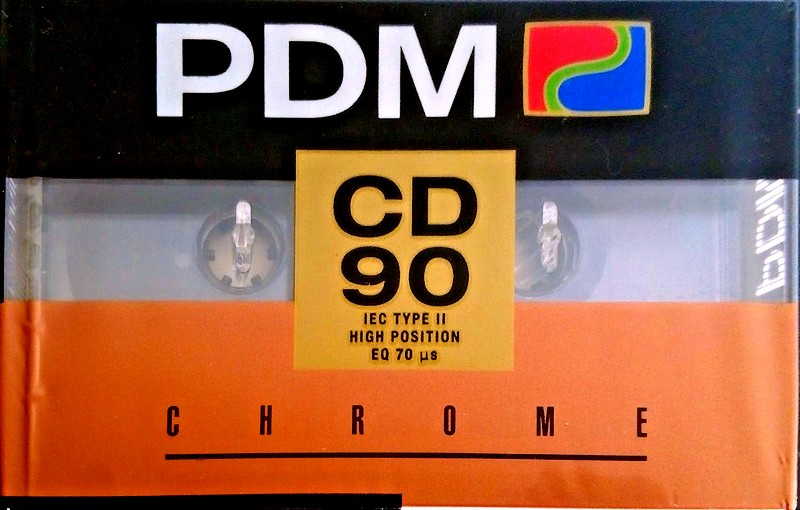 PDM
CD
90
IEC TYPE II
HIGH POSITION
EQ 70 µs
CHROME